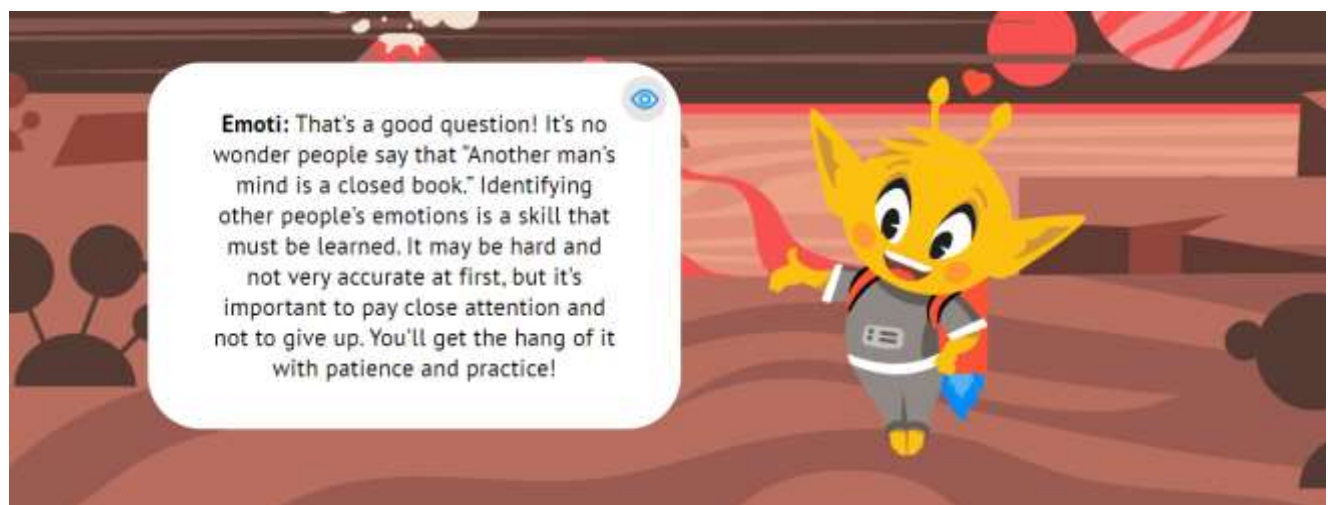 Emoti: That's a good question! It's no
wonder people say that "Another man's
mind is a closed book." Identifying
other people's emotions is a skill that
must be learned. It may be hard and
not very accurate at first, but it's
important to pay close attention and
not to give up. You'll get the hang of it
with patience and practice!